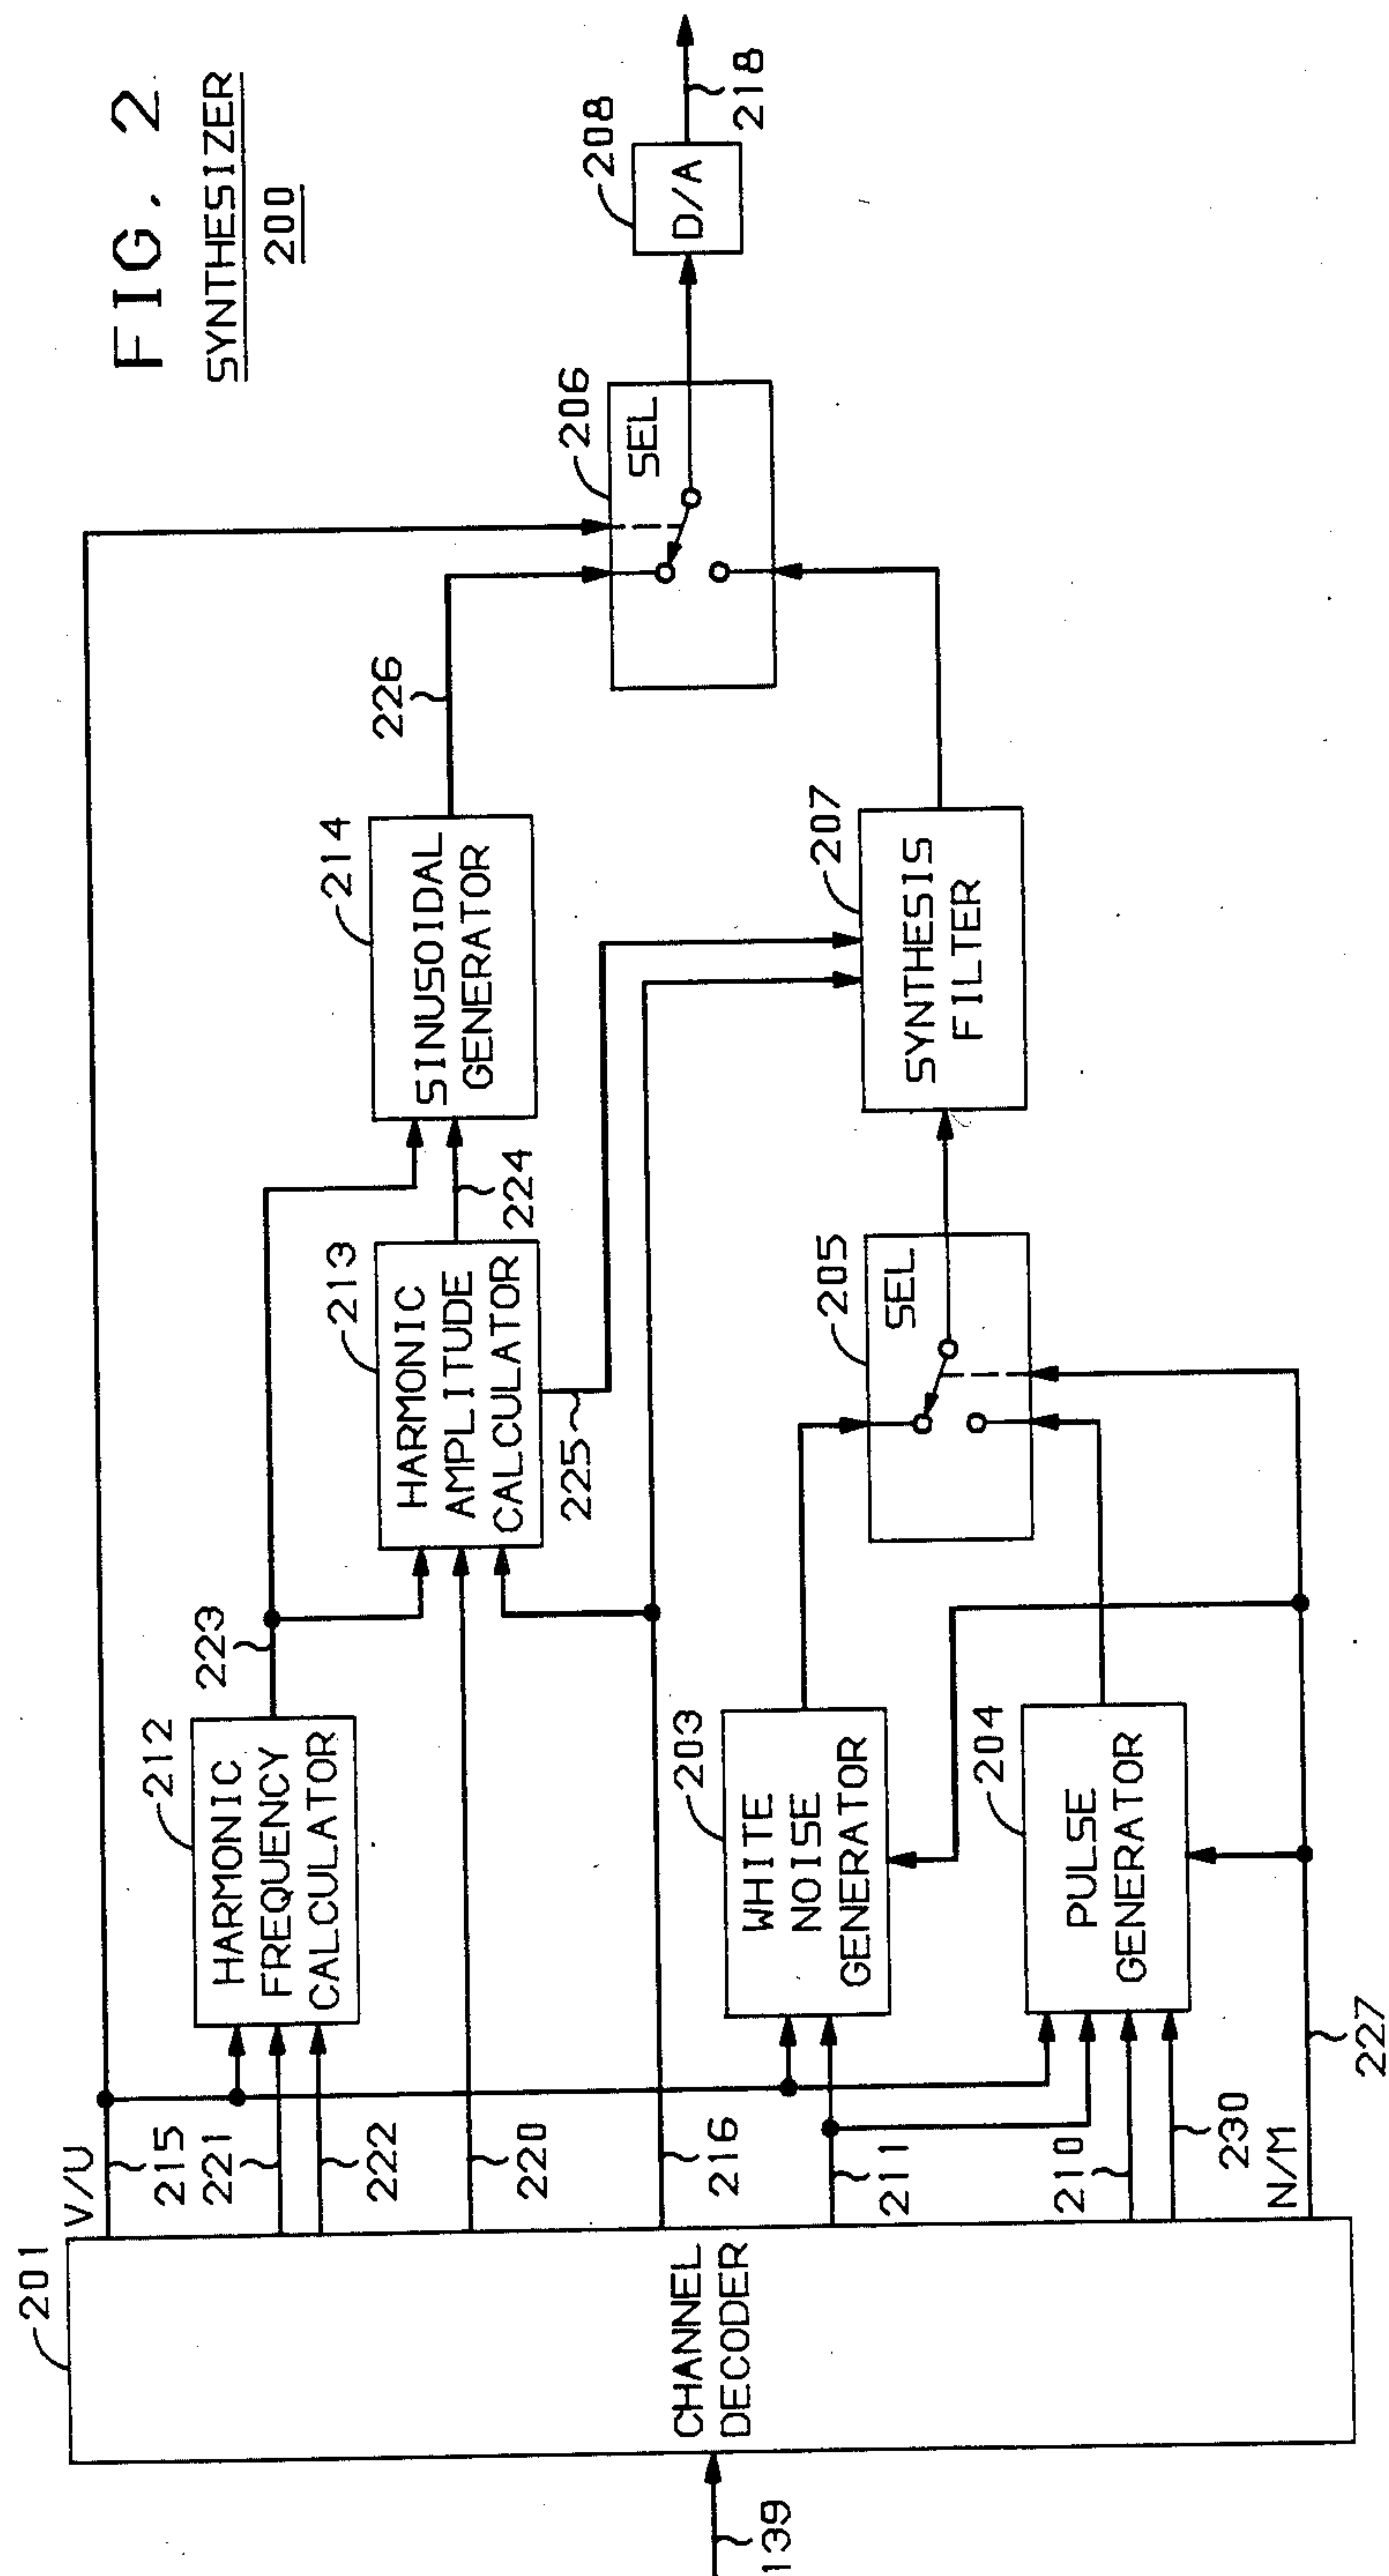 FIG. 2
SYNTHESIZER
200
201
CHANNEL
DECODER
139
V/U
215
221
222
220
216
211
210
230
N/M
227
212
HARMONIC
FREQUENCY
CALCULATOR
223
213
HARMONIC
AMPLITUDE
CALCULATOR
224
225
214
SINUSOIDAL
GENERATOR
226
203
WHITE
NOISE
GENERATOR
204
PULSE
GENERATOR
205
SEL
207
SYNTHESIS
FILTER
206
SEL
208
D/A
218